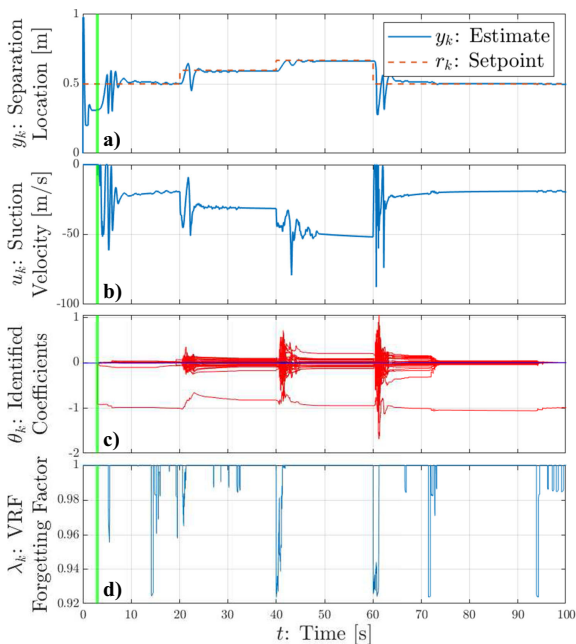 1
y_k: Estimate
r_k: Setpoint
0.5
y_k: Separation
Location [m]
a)
0
0
-50
u_k: Suction
Velocity [m/s]
b)
-100
1
0
θ_k: Identified
Coefficients
-1
c)
-2
1
0.98
λ_k: VRF
Forgetting Factor
0.96
0.94
d)
0.92
0 10 20 30 40 50 60 70 80 90 100
t: Time [s]